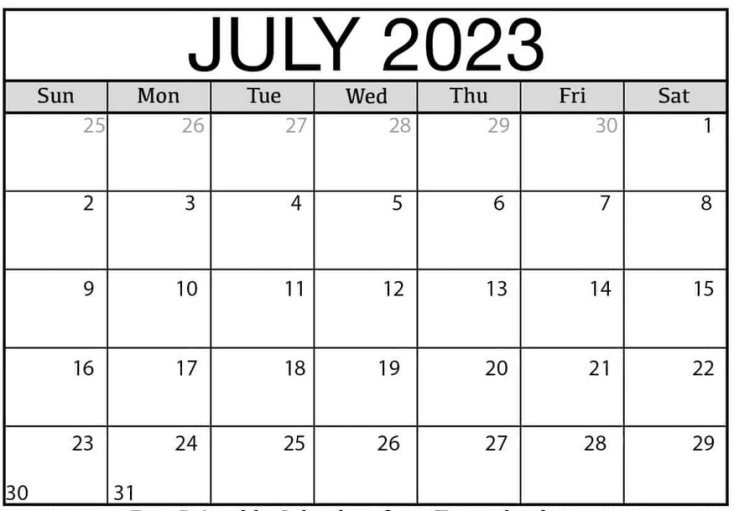 JULY 2023
Sun Mon Tue Wed Thu Fri Sat
25 26 27 28 29 30 1
2 3 4 5 6 7 8
9 10 11 12 13 14 15
16 17 18 19 20 21 22
23 24 25 26 27 28 29
30 31